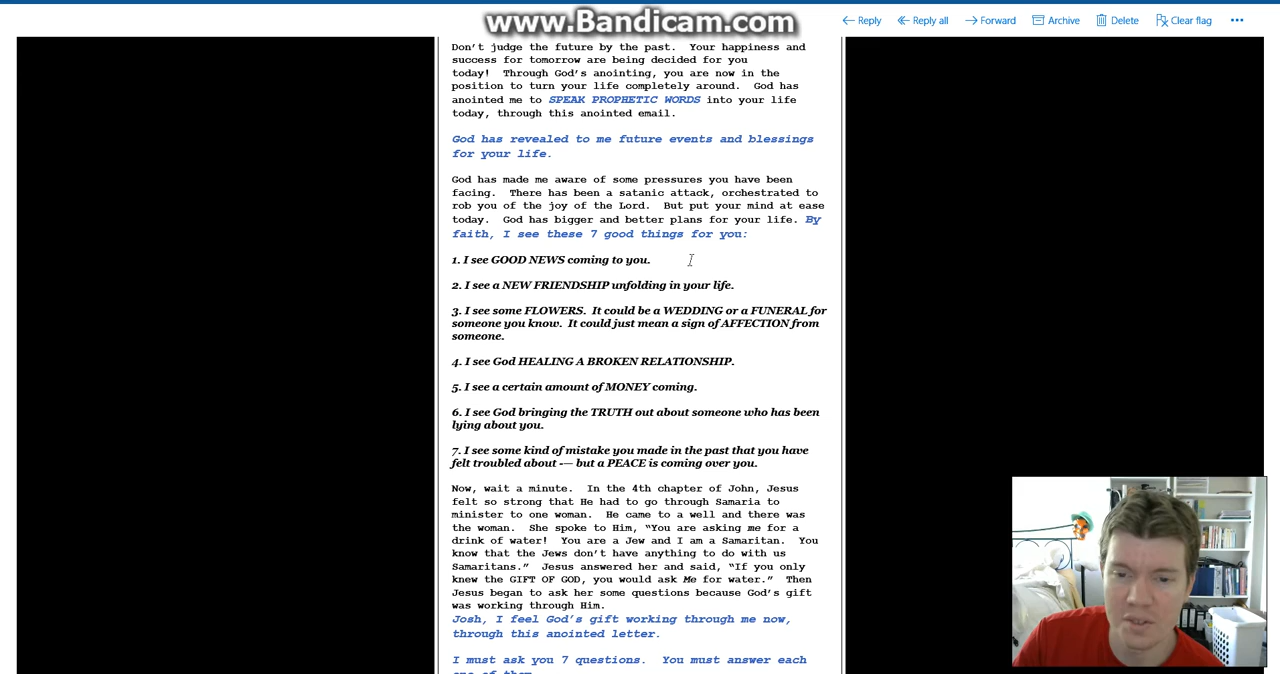 www.Bandicam.com
Reply
Reply all
Forward
Archive
Delete
Clear flag
Don't judge the future by the past.  Your happiness and
success for tomorrow are being decided for you
today!  Through God's anointing, you are now in the
position to turn your life completely around.  God has
anointed me to SPEAK PROPHETIC WORDS into your life
today, through this anointed email.
God has revealed to me future events and blessings
for your life.
God has made me aware of some pressures you have been
facing.  There has been a satanic attack, orchestrated to
rob you of the joy of the Lord.  But put your mind at ease
today.  God has bigger and better plans for your life. By
faith, I see these 7 good things for you:
1. I see GOOD NEWS coming to you.
2. I see a NEW FRIENDSHIP unfolding in your life.
3. I see some FLOWERS.  It could be a WEDDING or a FUNERAL for
someone you know.  It could just mean a sign of AFFECTION from
someone.
4. I see God HEALING A BROKEN RELATIONSHIP.
5. I see a certain amount of MONEY coming.
6. I see God bringing the TRUTH out about someone who has been
lying about you.
7. I see some kind of mistake you made in the past that you have
felt troubled about -— but a PEACE is coming over you.
Now, wait a minute.  In the 4th chapter of John, Jesus
felt so strong that He had to go through Samaria to
minister to one woman.  He came to a well and there was
the woman.  She spoke to Him, "You are asking me for a
drink of water!  You are a Jew and I am a Samaritan.  You
know that the Jews don't have anything to do with us
Samaritans."  Jesus answered her and said, "If you only
knew the GIFT OF GOD, you would ask Me for water."  Then
Jesus began to ask her some questions because God's gift
was working through Him.
Josh, I feel God's gift working through me now,
through this anointed letter.
I must ask you 7 questions.  You must answer each
one of them